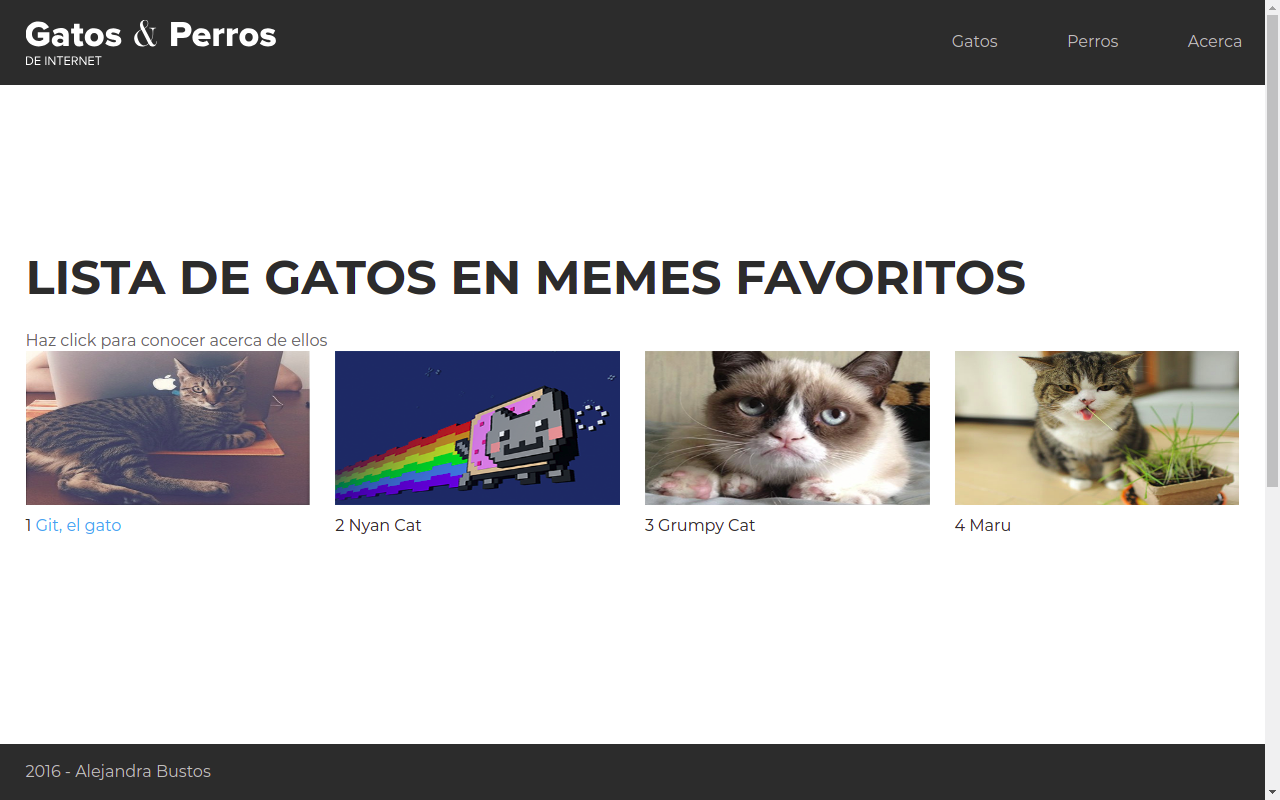 Gatos & Perros
DE INTERNET
Gatos Perros Acerca
LISTA DE GATOS EN MEMES FAVORITOS
Haz click para conocer acerca de ellos
1 Git, el gato
2 Nyan Cat
3 Grumpy Cat
4 Maru
2016 - Alejandra Bustos